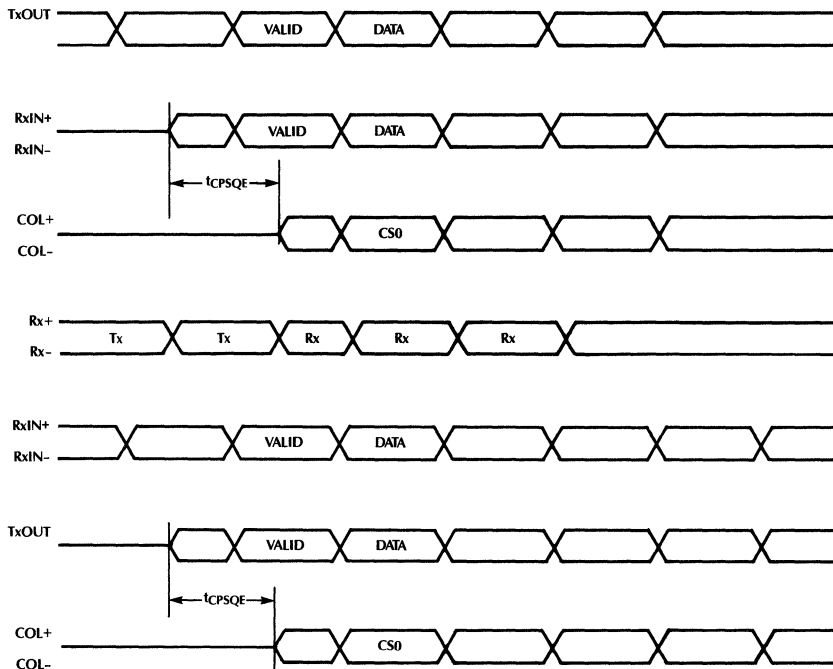 TxOUT VALID DATA
RxIN+
VALID DATA
RxIN–
tCPSQE
COL+
CS0
COL–
Rx+
Tx Tx Rx Rx Rx
Rx–
RxIN+
VALID DATA
RxIN–
TxOUT
VALID DATA
tCPSQE
COL+
CS0
COL–